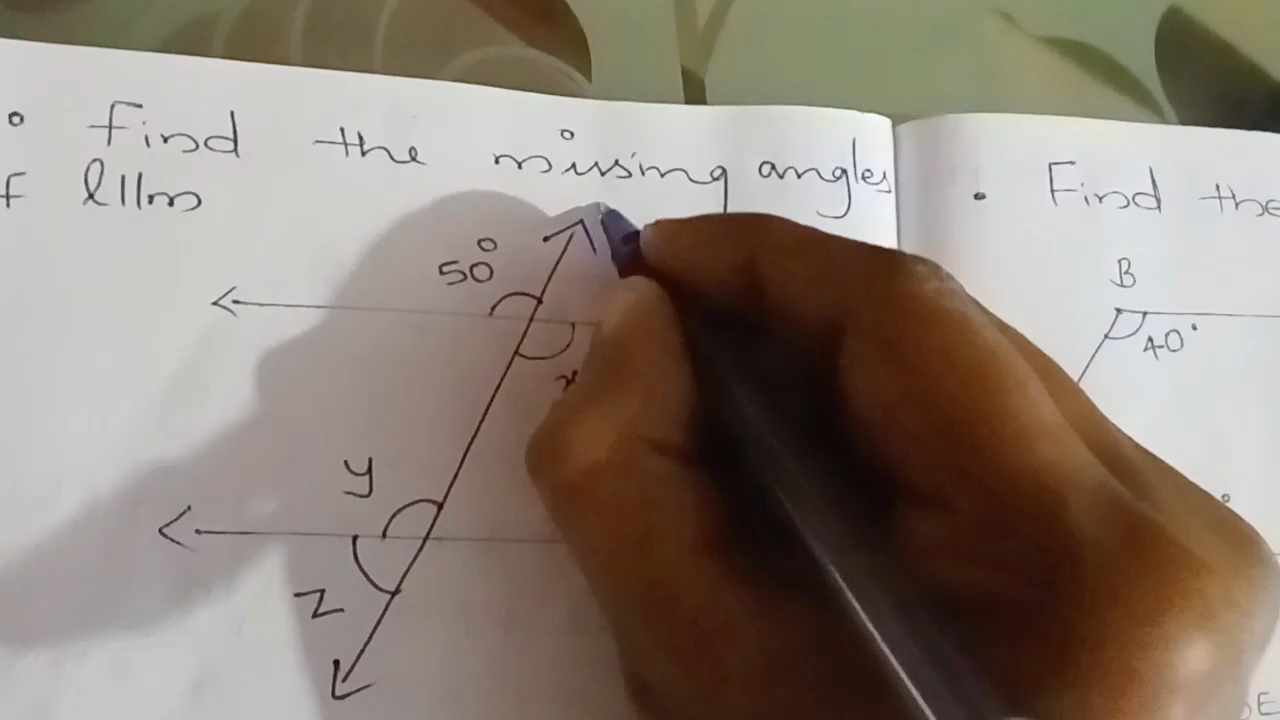 • Find the missing angles
f l||m
50°
x
y
z
• Find the
B
40°
E